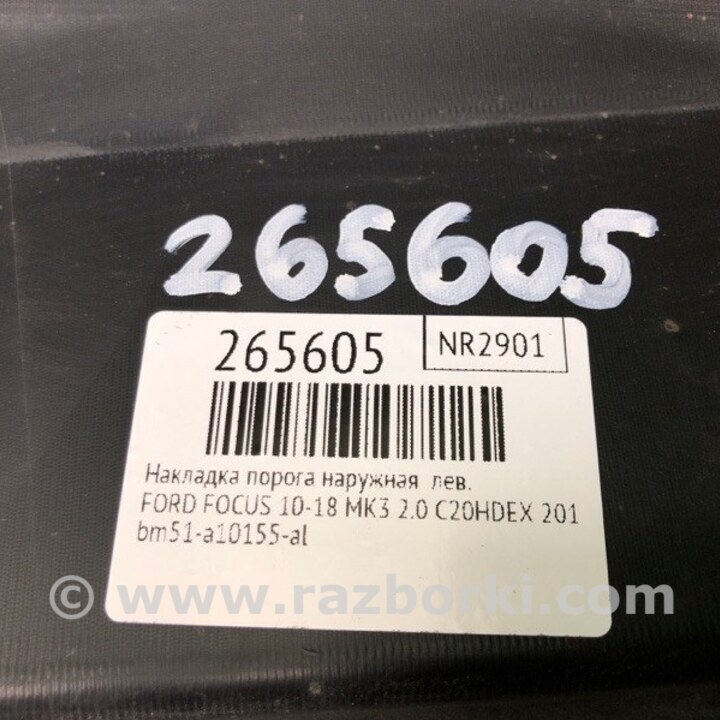 265605
265605
NR2901
Накладка порога наружная лев.
FORD FOCUS 10-18 MK3 2.0 C20HDEX 201
bm51-a10155-al
© www.razborki.com